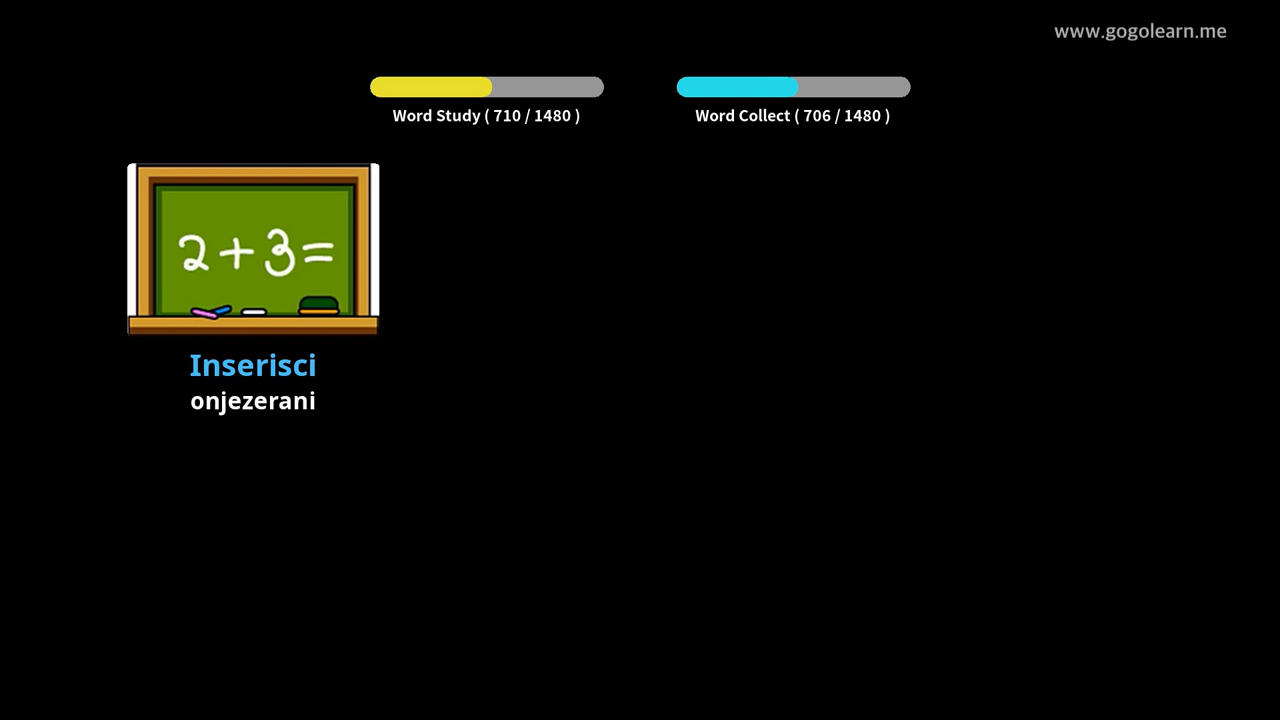 www.gogolearn.me
Word Study ( 710 / 1480 )
Word Collect ( 706 / 1480 )
2+3=
Inserisci
onjezerani